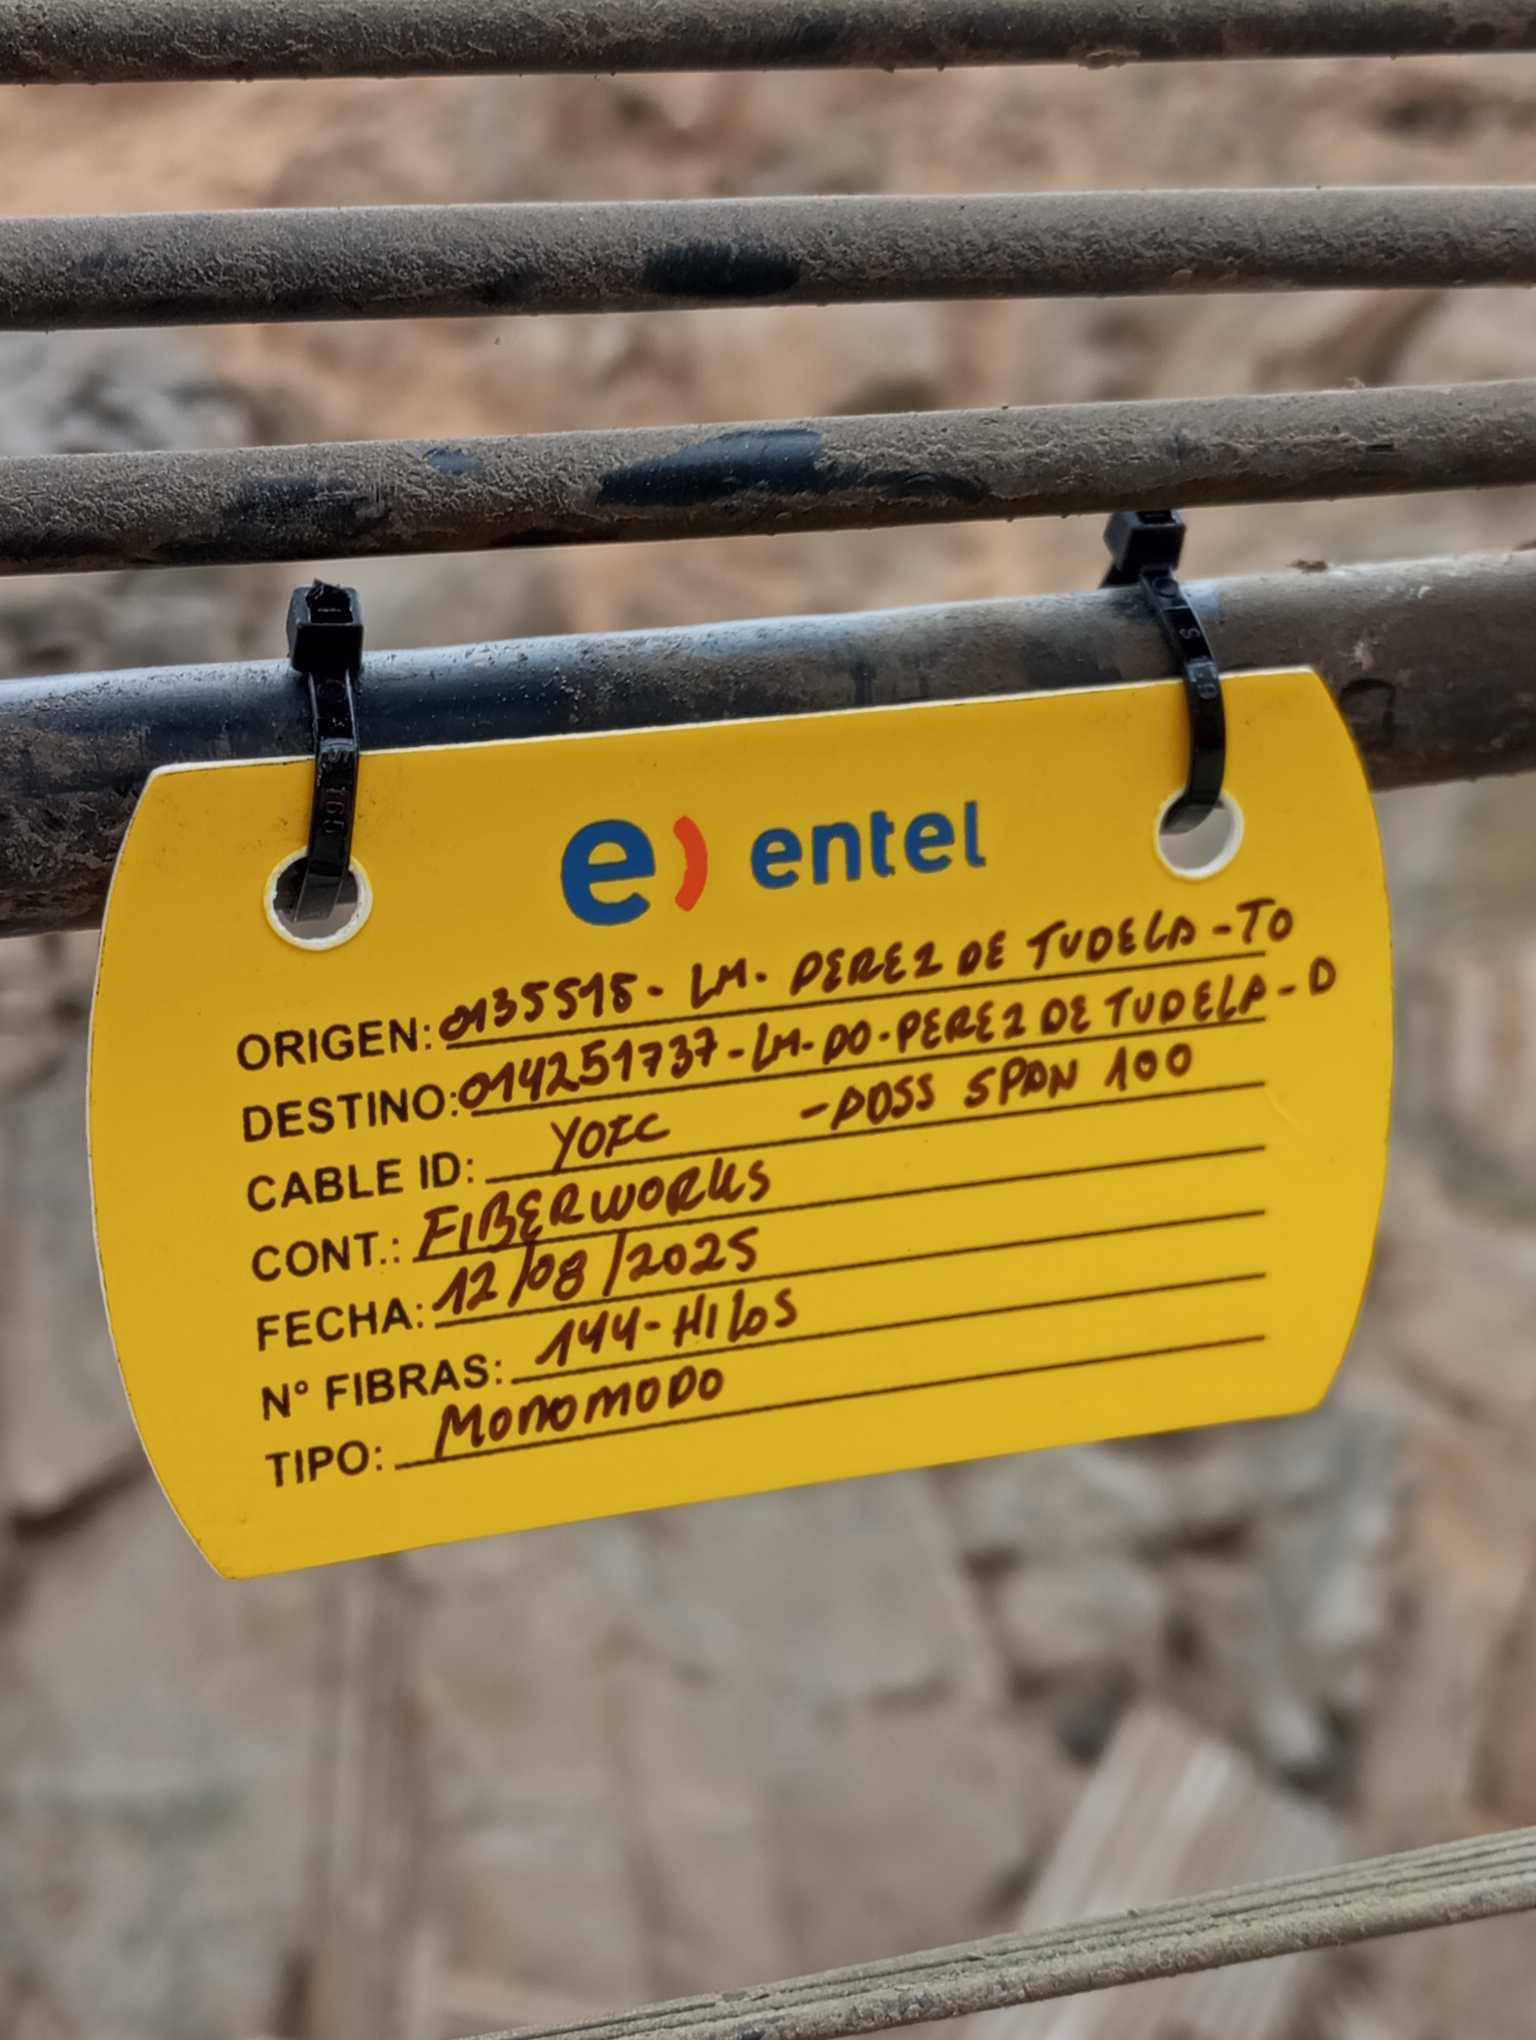 e) entel
ORIGEN: 0135518- LM. PEREZ DE TUDELA - TO
DESTINO: 014251737 - LM- DO - PEREZ DE TUDELA - D
CABLE ID: YOFC - ADSS SPAN 100
CONT.: FIBERWORKS
FECHA: 12/08/2025
N° FIBRAS: 144 - HILOS
TIPO: MONOMODO